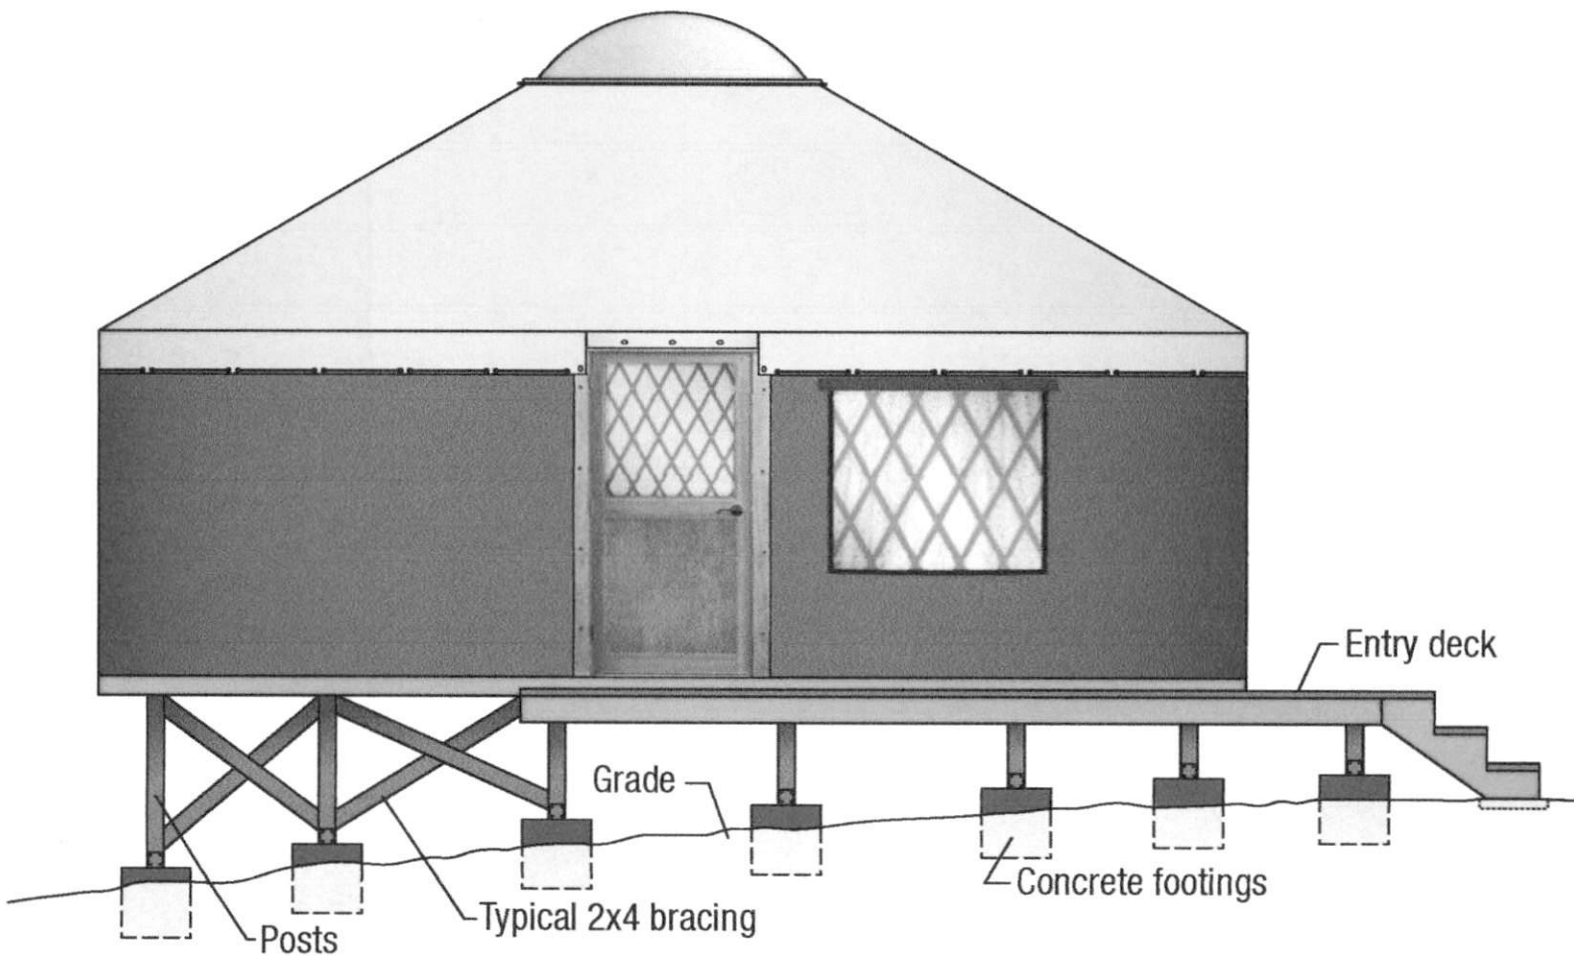 Entry deck
Grade
Concrete footings
Typical 2x4 bracing
Posts